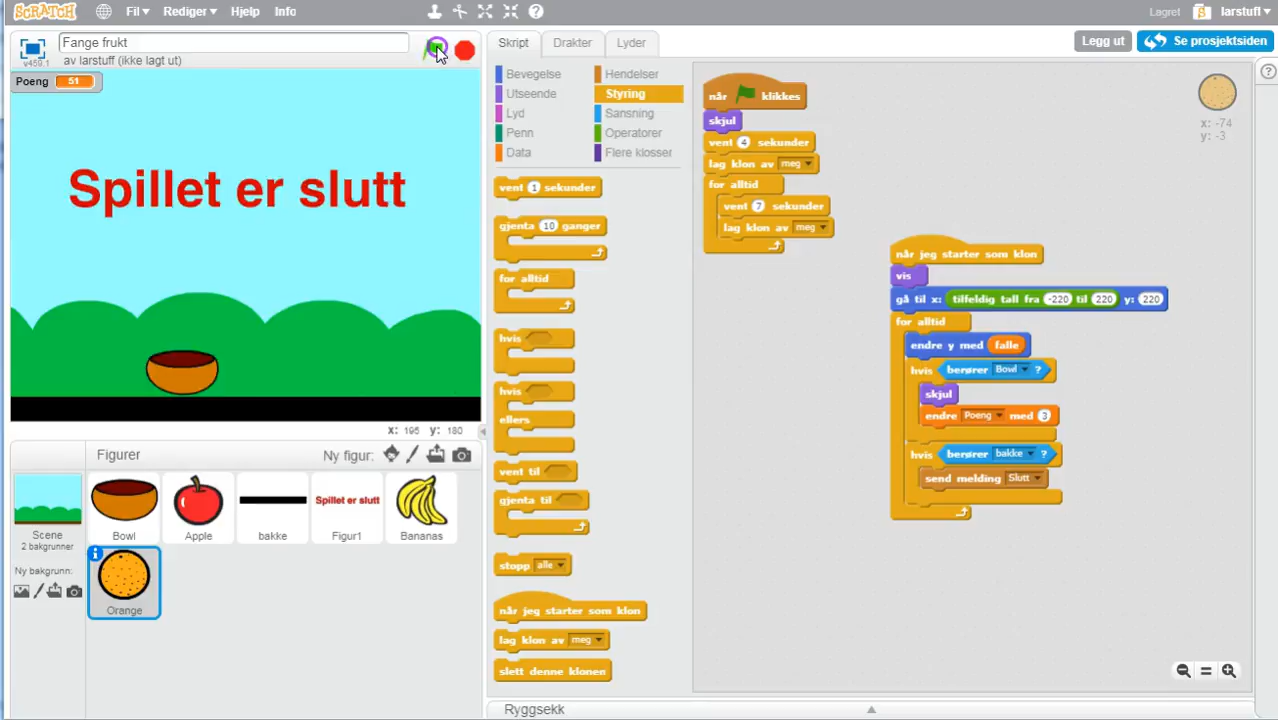 SCRATCH
Fil
Rediger
Hjelp
Info
Lagret
larstuff
v459.1
Fange frukt
av larstuff (ikke lagt ut)
Skript
Drakter
Lyder
Legg ut
Se prosjektsiden
Poeng 51
Spillet er slutt
x: 195 y: 180
Bevegelse
Utseende
Lyd
Penn
Data
Hendelser
Styring
Sansning
Operatorer
Flere klosser
vent 1 sekunder
gjenta 10 ganger
for alltid
hvis
hvis
ellers
vent til
gjenta til
stopp alle
når jeg starter som klon
lag klon av meg
slett denne klonen
når klikkes
skjul
vent 4 sekunder
lag klon av meg
for alltid
vent 7 sekunder
lag klon av meg
når jeg starter som klon
vis
gå til x: tilfeldig tall fra -220 til 220 y: 220
for alltid
endre y med falle
hvis berører Bowl ?
skjul
endre Poeng med 3
hvis berører bakke ?
send melding Slutt
x: -74
y: -3
Figurer
Ny figur:
Scene
2 bakgrunner
Ny bakgrunn:
Bowl
Apple
bakke
Spillet er slutt
Figur1
Bananas
Orange
Ryggsekk